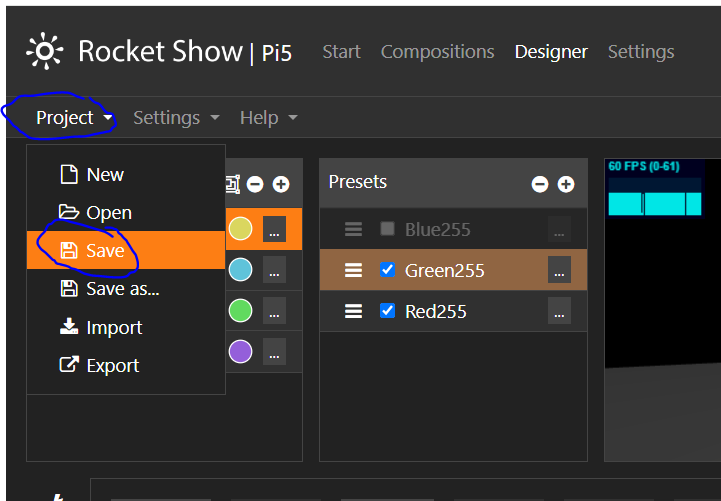 Rocket Show | Pi5 Start Compositions Designer Settings
Project Settings Help
New
Open
Save
Save as...
Import
Export
...
...
...
...
Presets
Blue255 ...
Green255 ...
Red255 ...
60 FPS (0-61)